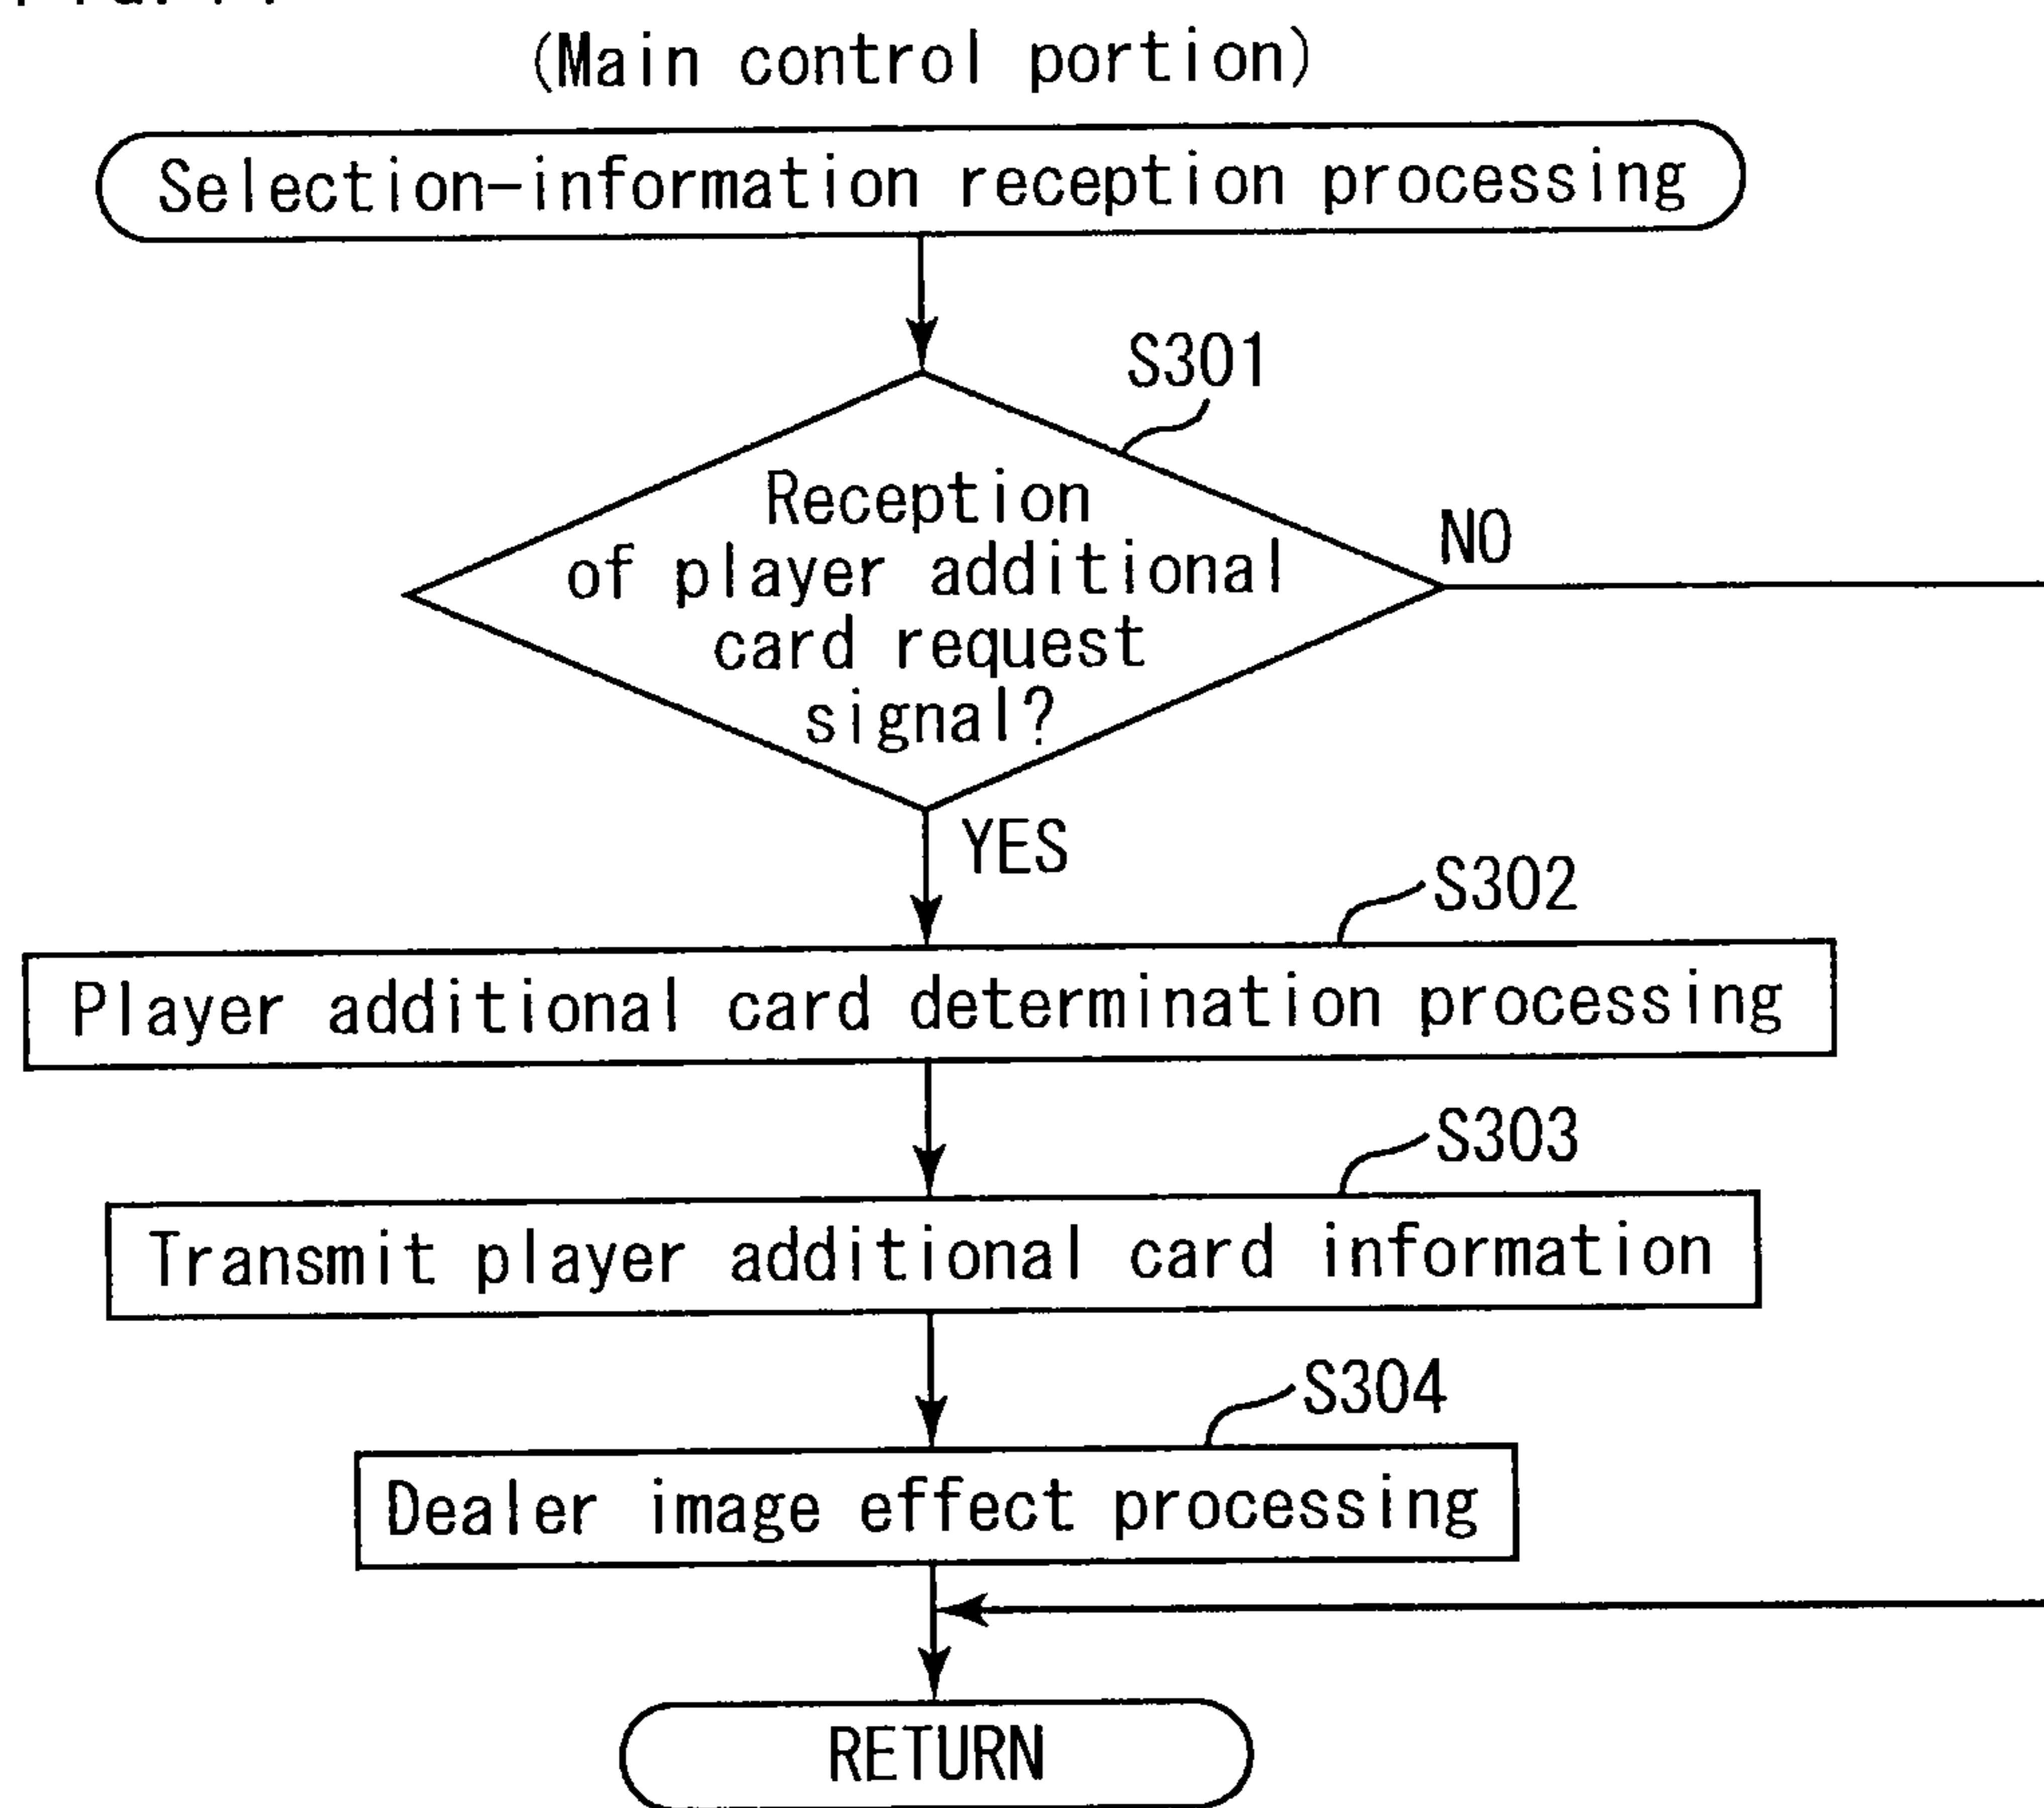 (Main control portion)
Selection-information reception processing
S301
Reception
of player additional
card request
signal?
NO
YES
S302
Player additional card determination processing
S303
Transmit player additional card information
S304
Dealer image effect processing
RETURN